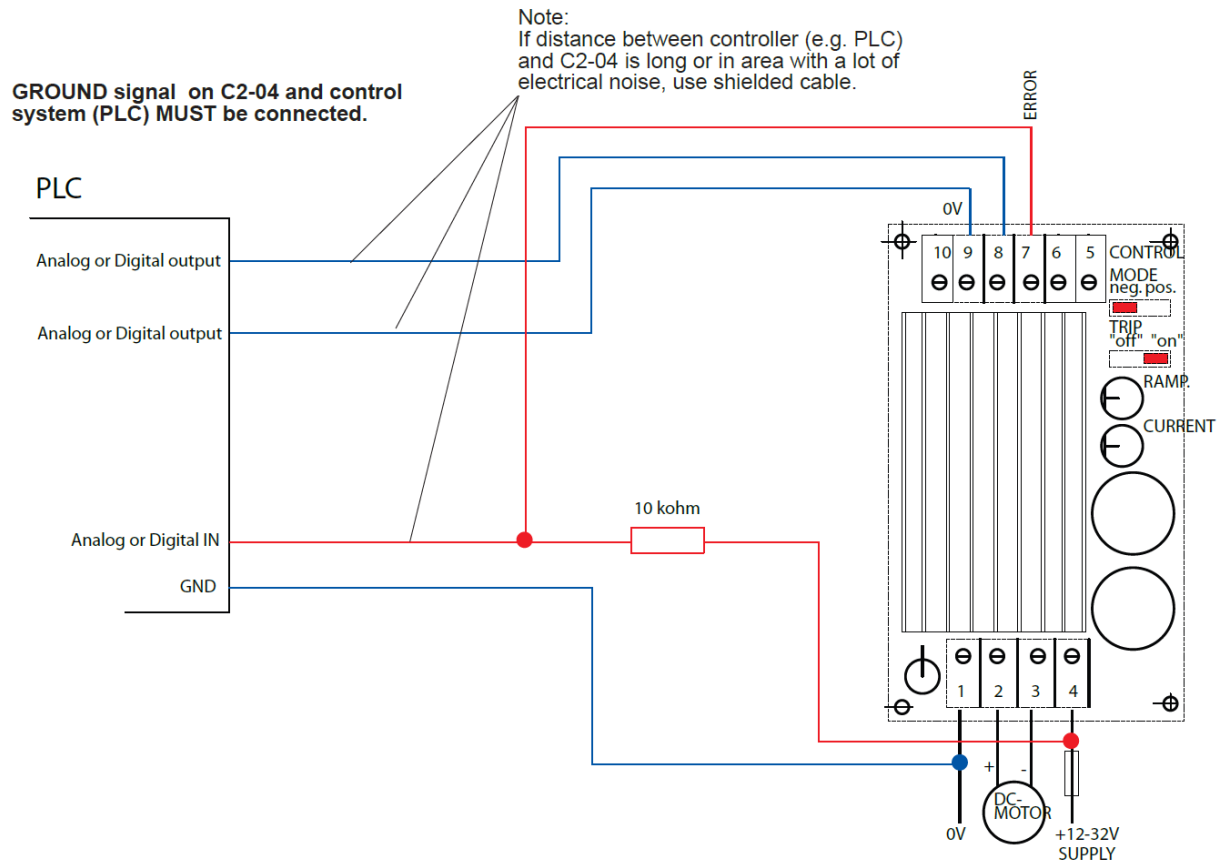 Note:
If distance between controller (e.g. PLC)
and C2-04 is long or in area with a lot of
electrical noise, use shielded cable.
GROUND signal on C2-04 and control
system (PLC) MUST be connected.
ERROR
PLC
0V
Analog or Digital output
10 9 8 7 6 5 CONTROL
MODE
neg. pos.
Analog or Digital output
TRIP
"off" "on"
RAMP.
CURRENT
10 kohm
Analog or Digital IN
GND
1 2 3 4
+ -
DC-
MOTOR
0V
+12-32V
SUPPLY